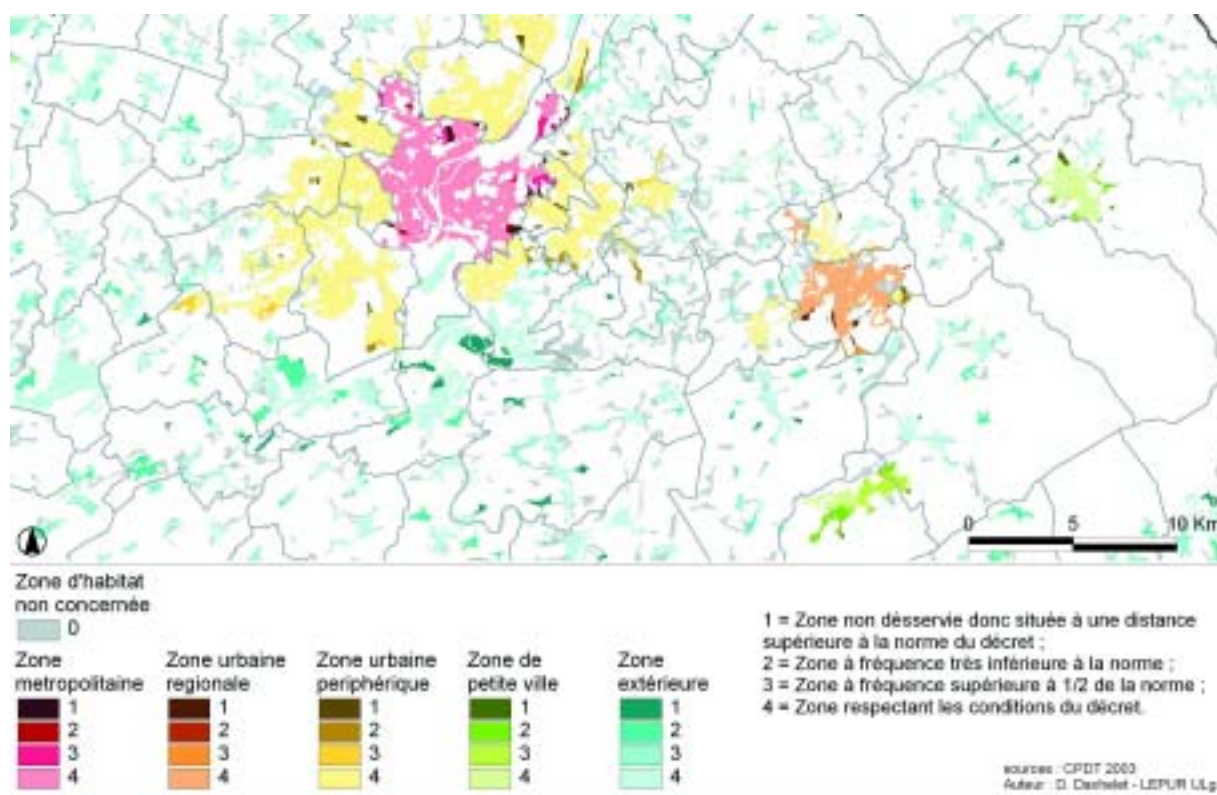 0 5 10 Km
Zone d'habitat
non concernée
0
Zone
metropolitaine
1
2
3
4
Zone urbaine
regionale
1
2
3
4
Zone urbaine
periphérique
1
2
3
4
Zone de
petite ville
1
2
3
4
Zone
extérieure
1
2
3
4
1 = Zone non désservie donc située à une distance
supérieure à la norme du décret ;
2 = Zone à fréquence très inférieure à la norme ;
3 = Zone à fréquence supérieure à 1/2 de la norme ;
4 = Zone respectant les conditions du décret.
sources : CPDT 2003
Auteur : D. Dachelet - LEPUR ULg